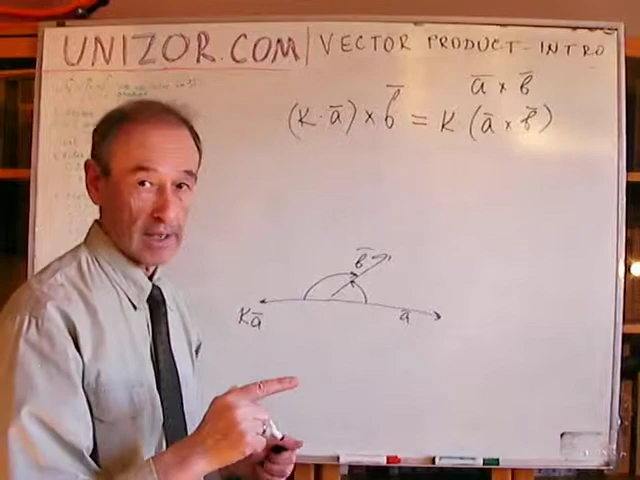 UNIZOR.COM | VECTOR PRODUCT - INTRO
a̅ × b̅
(K · a̅) × b̅ = K (a̅ × b̅)
b̅
Ka̅
a̅